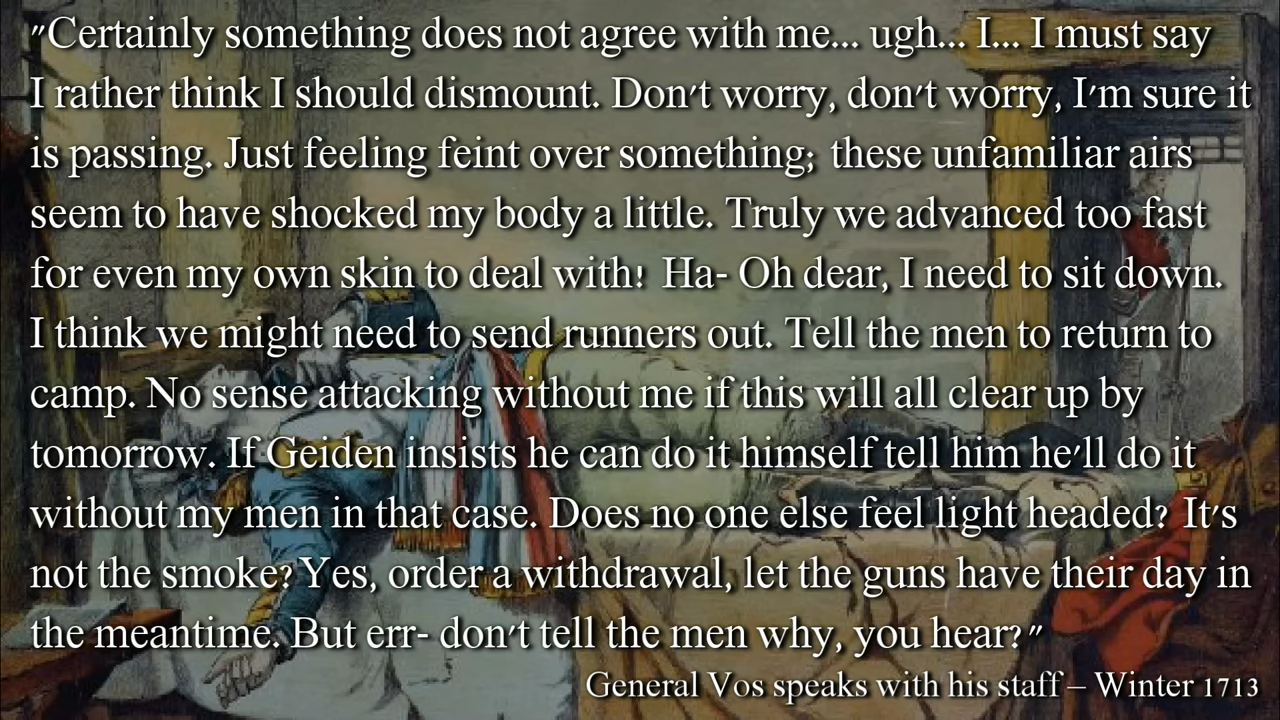 "Certainly something does not agree with me... ugh... I... I must say
I rather think I should dismount. Don't worry, don't worry, I'm sure it
is passing. Just feeling feint over something; these unfamiliar airs
seem to have shocked my body a little. Truly we advanced too fast
for even my own skin to deal with! Ha- Oh dear, I need to sit down.
I think we might need to send runners out. Tell the men to return to
camp. No sense attacking without me if this will all clear up by
tomorrow. If Geiden insists he can do it himself tell him he'll do it
without my men in that case. Does no one else feel light headed? It's
not the smoke? Yes, order a withdrawal, let the guns have their day in
the meantime. But err- don't tell the men why, you hear?"
General Vos speaks with his staff – Winter 1713